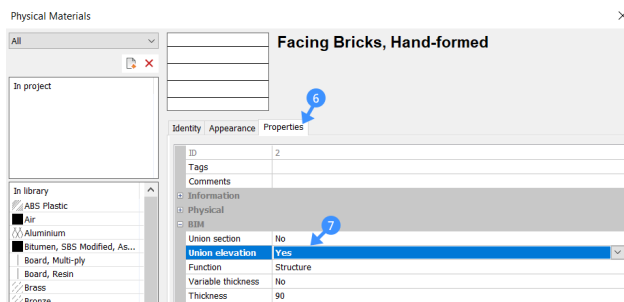 Physical Materials
All
In project
In library
ABS Plastic
Air
Aluminium
Bitumen, SBS Modified, As...
Board, Multi-ply
Board, Resin
Brass
Bronze
Facing Bricks, Hand-formed
6
Identity Appearance Properties
ID 2
Tags
Comments
Information
Physical
BIM
7
Union section No
Union elevation Yes
Function Structure
Variable thickness No
Thickness 90